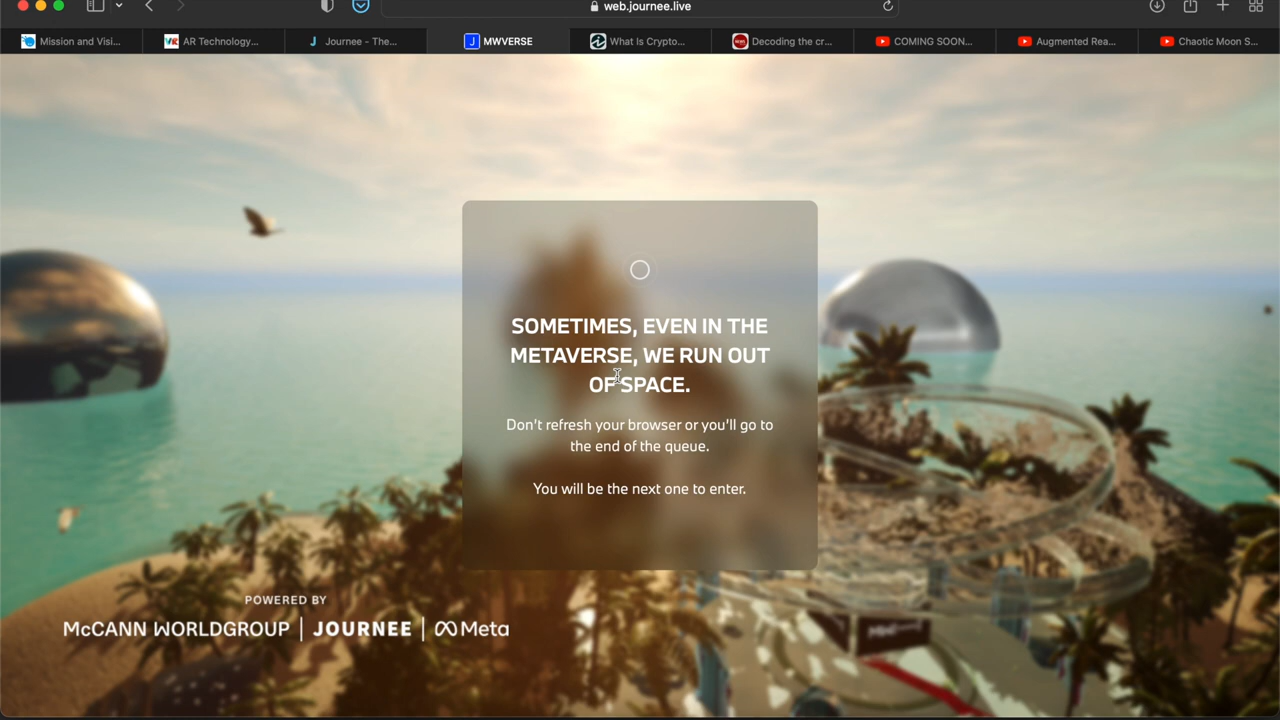 web.journee.live
Mission and Visi...
AR Technology...
Journee - The...
MWVERSE
What Is Crypto...
Decoding the cr...
COMING SOON...
Augmented Rea...
Chaotic Moon S...
SOMETIMES, EVEN IN THE
METAVERSE, WE RUN OUT
OF SPACE.
Don't refresh your browser or you'll go to
the end of the queue.
You will be the next one to enter.
POWERED BY
McCANN WORLDGROUP | JOURNEE | Meta